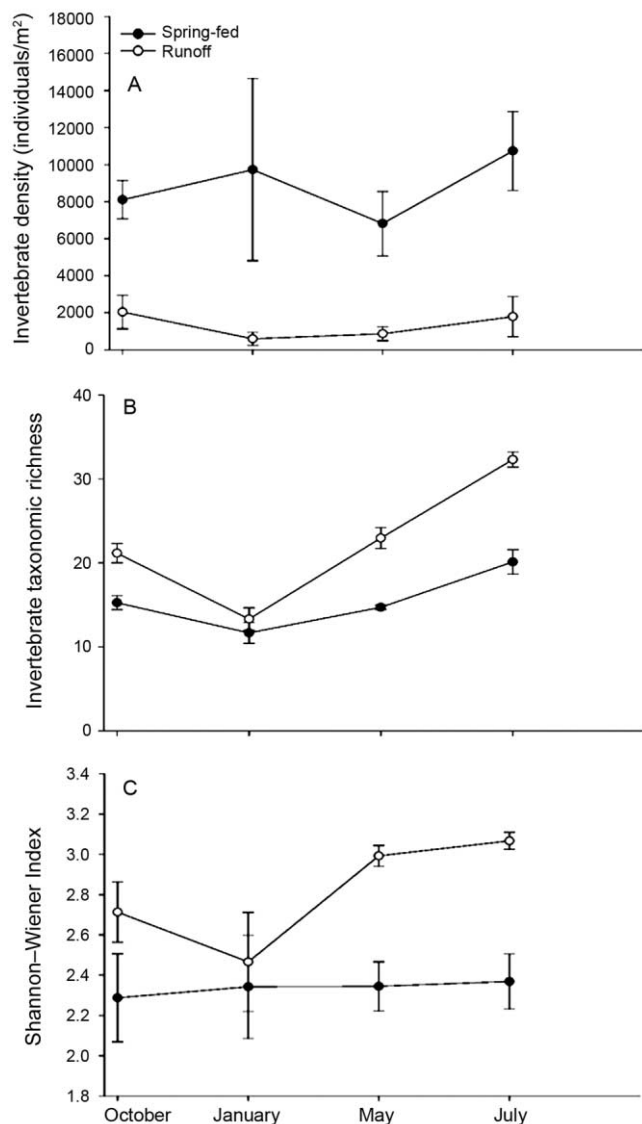 Spring-fed
Runoff
A
Invertebrate density (individuals/m²)
18000
16000
14000
12000
10000
8000
6000
4000
2000
0
B
Invertebrate taxonomic richness
40
30
20
10
0
C
Shannon–Wiener Index
3.4
3.2
3.0
2.8
2.6
2.4
2.2
2.0
1.8
October January May July